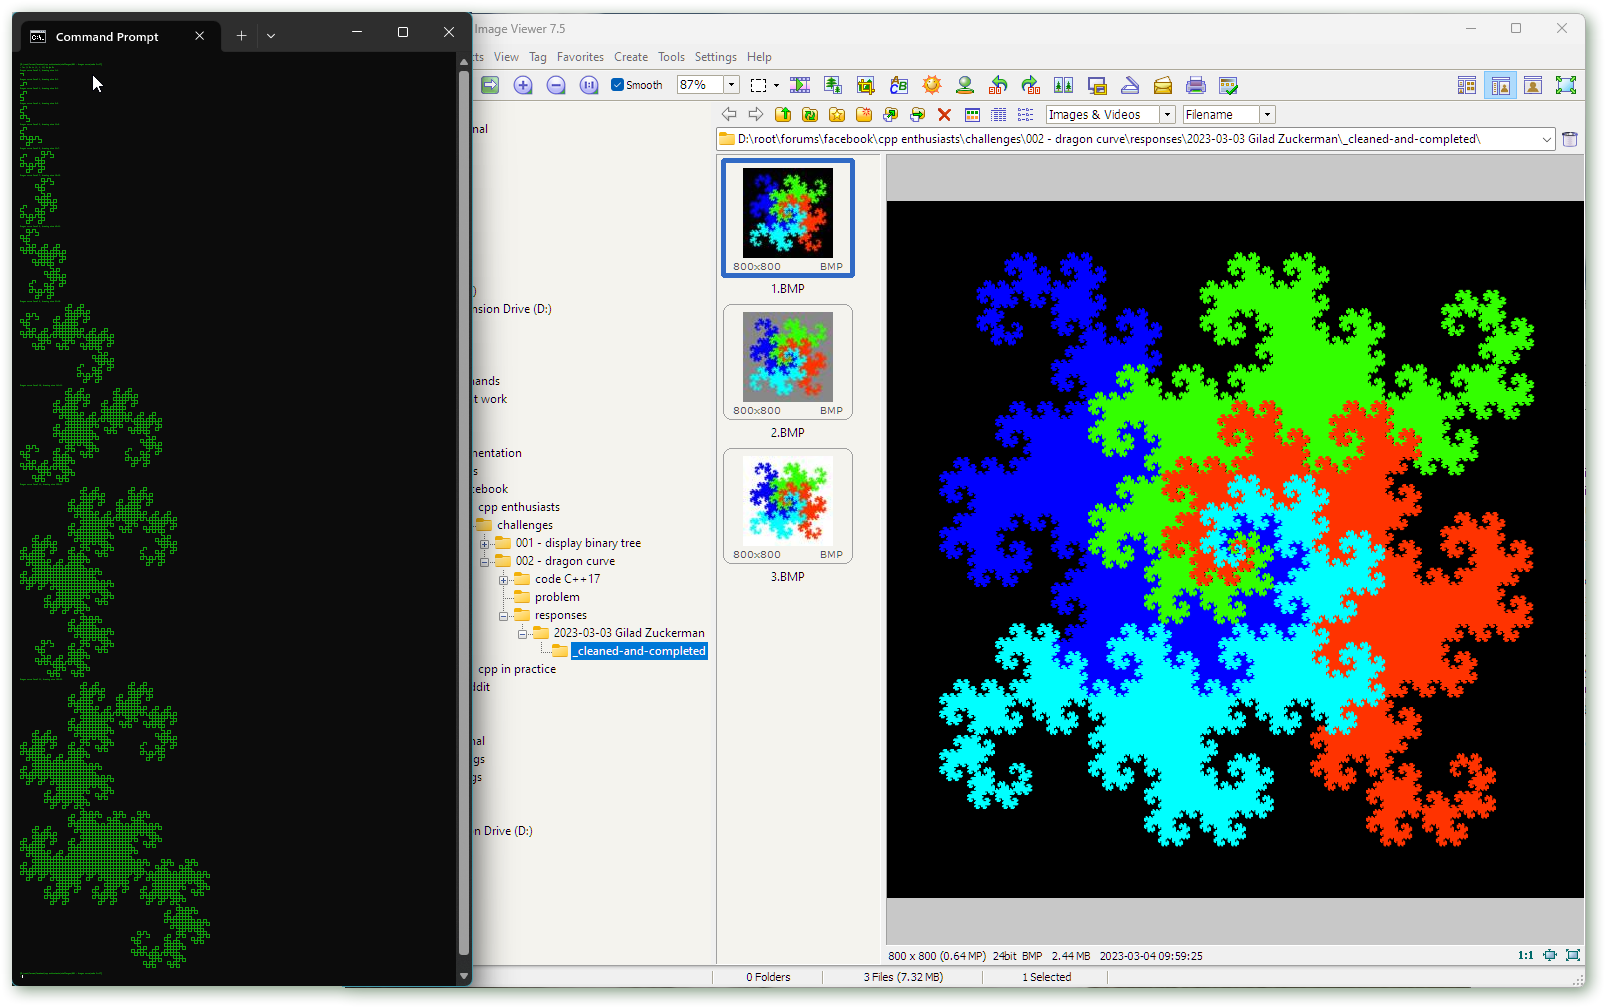 Command Prompt
Image Viewer 7.5
View Tag Favorites Create Tools Settings Help
Smooth 87%
Images & Videos Filename
D:\root\forums\facebook\cpp enthusiasts\challenges\002 - dragon curve\responses\2023-03-03 Gilad Zuckerman\_cleaned-and-completed\
nal
nsion Drive (D:)
ands
t work
nentation
s
ebook
cpp enthusiasts
challenges
001 - display binary tree
002 - dragon curve
code C++17
problem
responses
2023-03-03 Gilad Zuckerman
_cleaned-and-completed
cpp in practice
ddit
nal
gs
gs
n Drive (D:)
800x800 BMP
1.BMP
800x800 BMP
2.BMP
800x800 BMP
3.BMP
800 x 800 (0.64 MP) 24bit BMP 2.44 MB 2023-03-04 09:59:25
1:1
0 Folders 3 Files (7.32 MB) 1 Selected